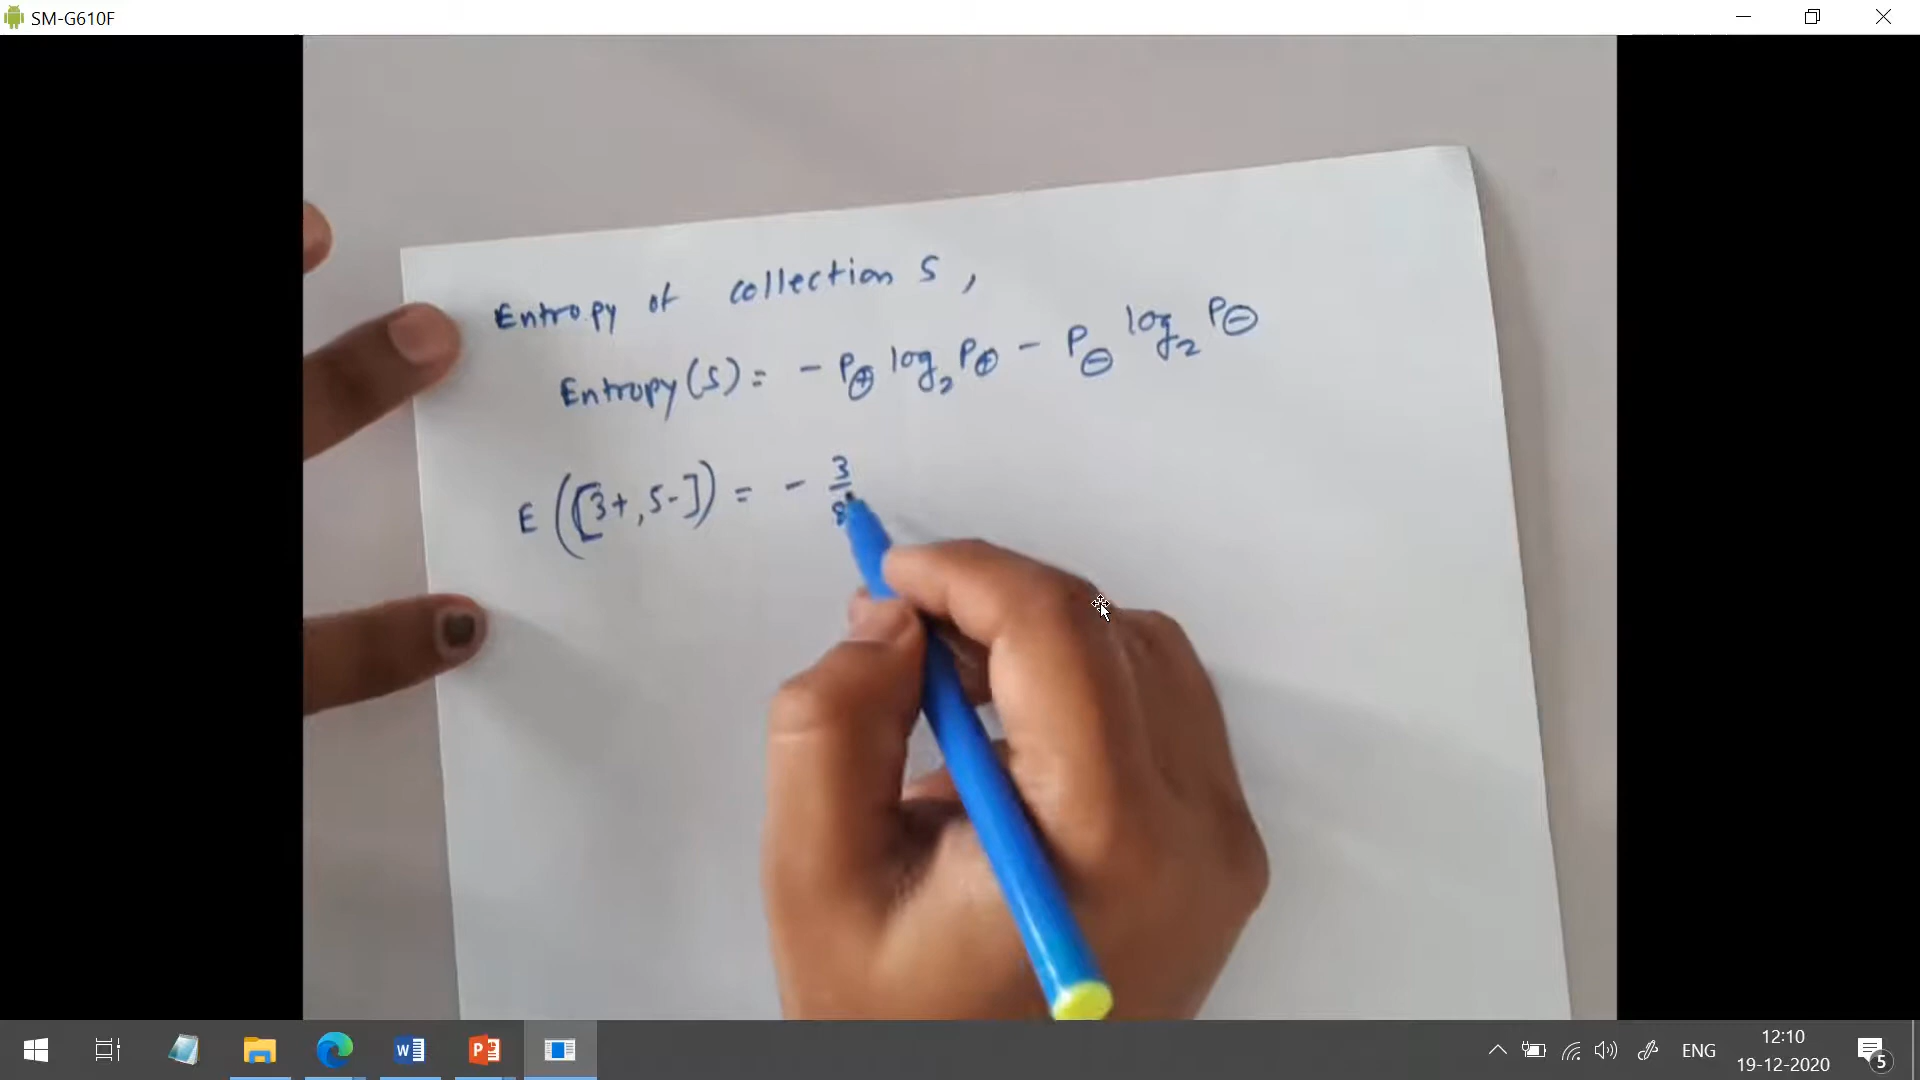 SM-G610F
Entropy of collection S,
Entropy(S) = - P⊕ log₂ P⊕ - P⊖ log₂ P⊖
E([3+, 5-]) = - 3/8
ENG
12:10
19-12-2020
5